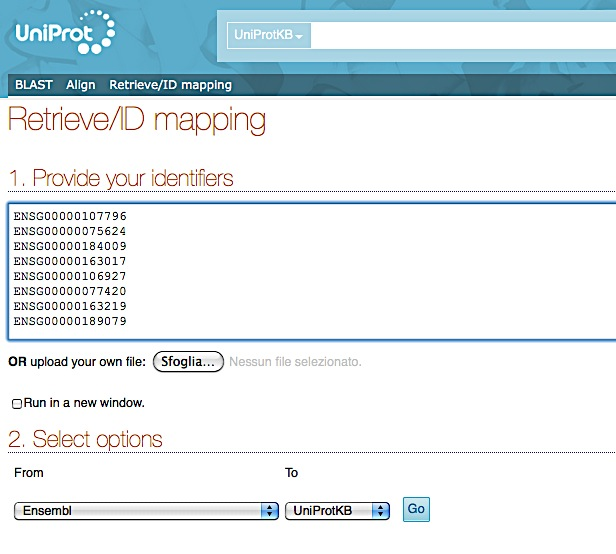 UniProt
UniProtKB
BLAST Align Retrieve/ID mapping
Retrieve/ID mapping
1. Provide your identifiers
ENSG00000107796
ENSG00000075624
ENSG00000184009
ENSG00000163017
ENSG00000106927
ENSG00000077420
ENSG00000163219
ENSG00000189079
OR upload your own file: Sfoglia... Nessun file selezionato.
Run in a new window.
2. Select options
From To
Ensembl UniProtKB Go